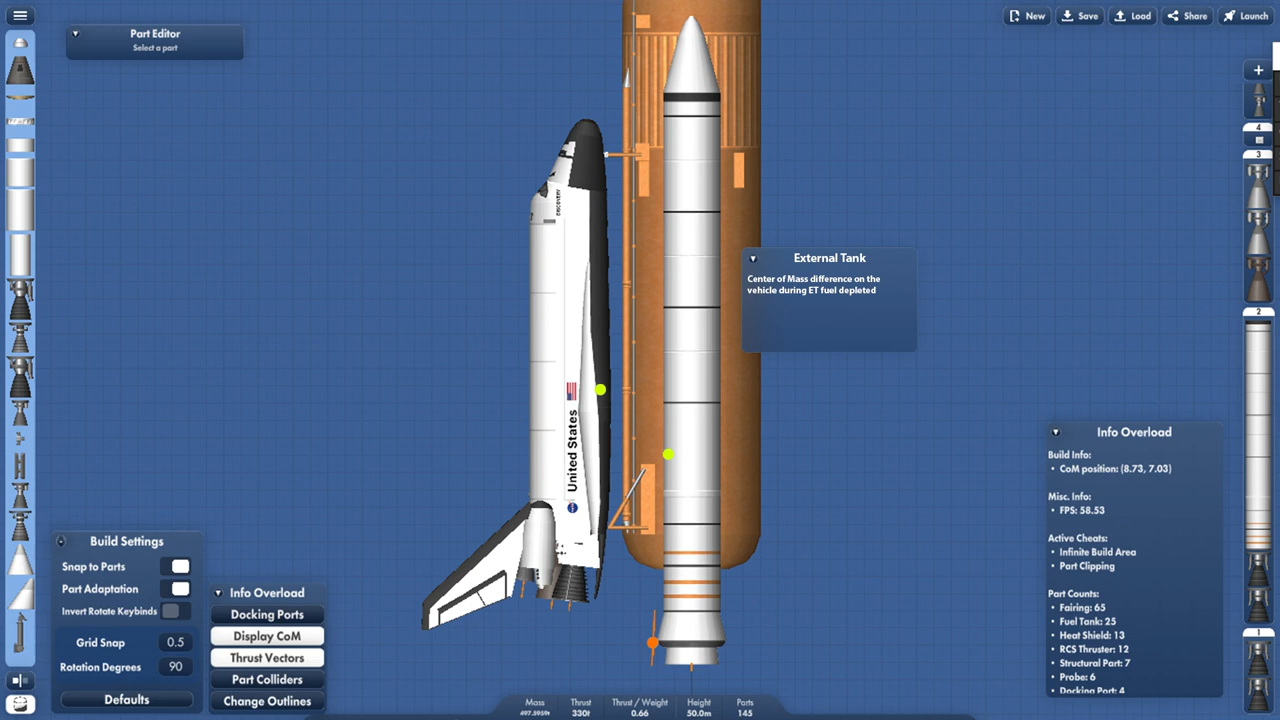 New
Save
Load
Share
Launch
Part Editor
Select a part
4
3
2
1
DISCOVERY
United States
External Tank
Center of Mass difference on the
vehicle during ET fuel depleted
Info Overload
Build Info:
• CoM position: (8.73, 7.03)
Misc. Info:
• FPS: 58.53
Active Cheats:
• Infinite Build Area
• Part Clipping
Part Counts:
• Fairing: 65
• Fuel Tank: 25
• Heat Shield: 13
• RCS Thruster: 12
• Structural Part: 7
• Probe: 6
• Docking Port: 4
Build Settings
Snap to Parts
Part Adaptation
Invert Rotate Keybinds
Grid Snap 0.5
Rotation Degrees 90
Defaults
Info Overload
Docking Ports
Display CoM
Thrust Vectors
Part Colliders
Change Outlines
Mass Thrust Thrust / Weight Height Parts
497.5959t 330t 0.66 50.0m 145